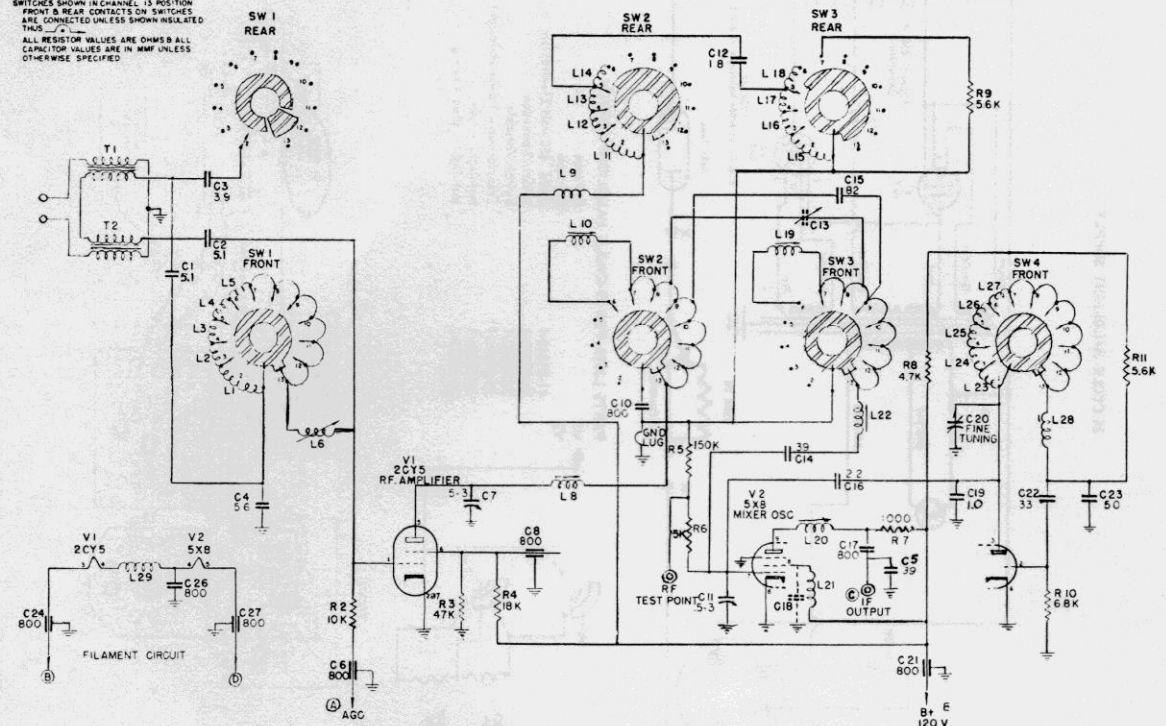 SWITCHES SHOWN IN CHANNEL 13 POSITION
FRONT & REAR CONTACTS ON SWITCHES
ARE CONNECTED UNLESS SHOWN INSULATED
THUS
ALL RESISTOR VALUES ARE OHMS & ALL
CAPACITOR VALUES ARE IN MMF UNLESS
OTHERWISE SPECIFIED
SW 1
REAR
SW 2
REAR
SW 3
REAR
C12
1.8
L14
L13
L12
L11
L18
L17
L16
L15
R9
5.6K
T1
C3
3.9
T2
C2
5.1
C1
5.1
L9
C15
82
C13
L10
L19
SW 1
FRONT
SW2
FRONT
SW3
FRONT
SW4
FRONT
L5
L4
L3
L2
L1
L27
L26
L25
L24
L23
R8
4.7K
R11
5.6K
C10
800
GND
LUG
L22
C20
FINE
TUNING
L28
L6
R5
150K
39
C14
2.2
C16
V1
2CY5
R.F. AMPLIFIER
.5-3
C7
L8
C4
56
V2
5X8
MIXER OSC
C19
1.0
C22
33
C23
50
R6
1000
R7
L20
C17
800
C5
39
C8
800
V1
2CY5
V2
5X8
L29
C26
800
C24
800
C27
800
R2
10K
R3
47K
R4
18K
RF
TEST POINT
C11
.5-3
C18
L21
C
IF
OUTPUT
R10
6.8K
FILAMENT CIRCUIT
B
D
C6
800
A
AGC
C21
800
B+ E
120 V